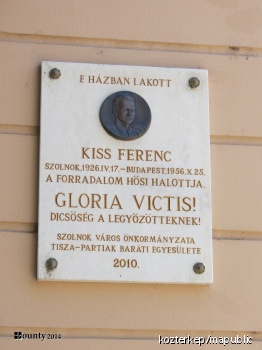 E HÁZBAN LAKOTT
KISS FERENC
SZOLNOK, 1926.IV.17.–BUDAPEST, 1956.X.25.
A FORRADALOM HŐSI HALOTTJA.
GLORIA VICTIS!
DICSŐSÉG A LEGYŐZÖTTEKNEK!
SZOLNOK VÁROS ÖNKORMÁNYZATA
TISZA-PARTIAK BARÁTI EGYESÜLETE
2010.
Bounty 2014
kozterkep/mapublic